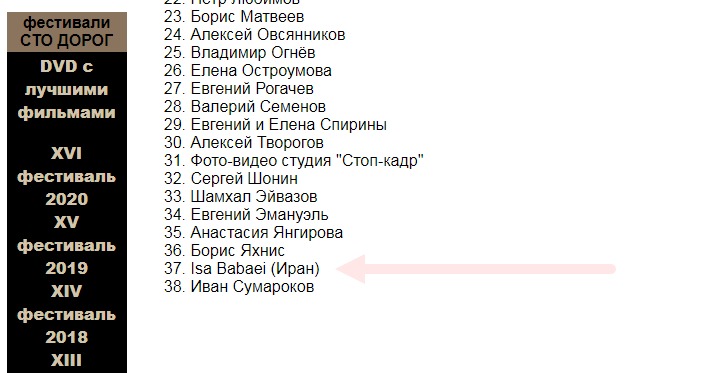 фестивали
СТО ДОРОГ
DVD с
лучшими
фильмами
XVI
фестиваль
2020
XV
фестиваль
2019
XIV
фестиваль
2018
XIII
22. Петр Любимов
23. Борис Матвеев
24. Алексей Овсянников
25. Владимир Огнёв
26. Елена Остроумова
27. Евгений Рогачев
28. Валерий Семенов
29. Евгений и Елена Спирины
30. Алексей Творогов
31. Фото-видео студия "Стоп-кадр"
32. Сергей Шонин
33. Шамхал Эйвазов
34. Евгений Эмануэль
35. Анастасия Янгирова
36. Борис Яхнис
37. Isa Babaei (Иран)
38. Иван Сумароков